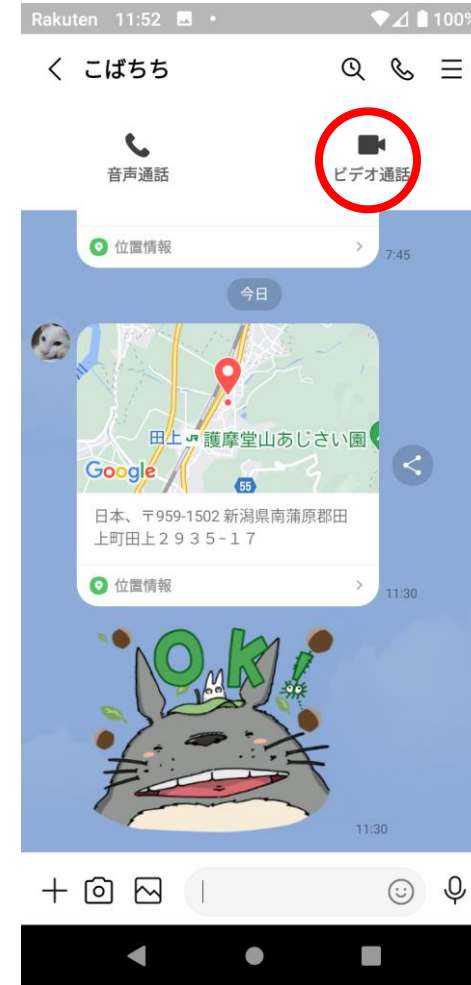 Rakuten 11:52
100%
こばちち
音声通話
ビデオ通話
位置情報
7:45
今日
田上 JR 護摩堂山あじさい園
Google
55
日本、〒959-1502 新潟県南蒲原郡田
上町田上２９３５−１７
位置情報
11:30
OK!
11:30